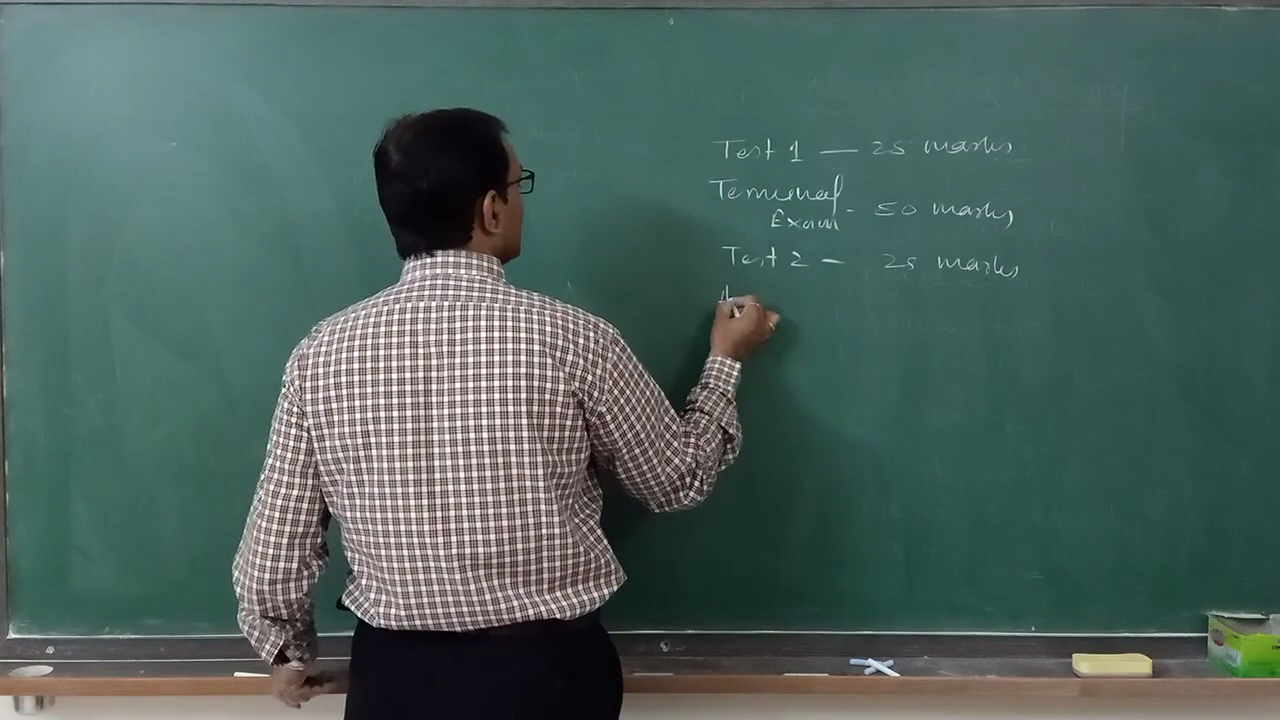 Test 1 — 25 marks
Terminal
Exam - 50 marks
Test 2 — 25 marks